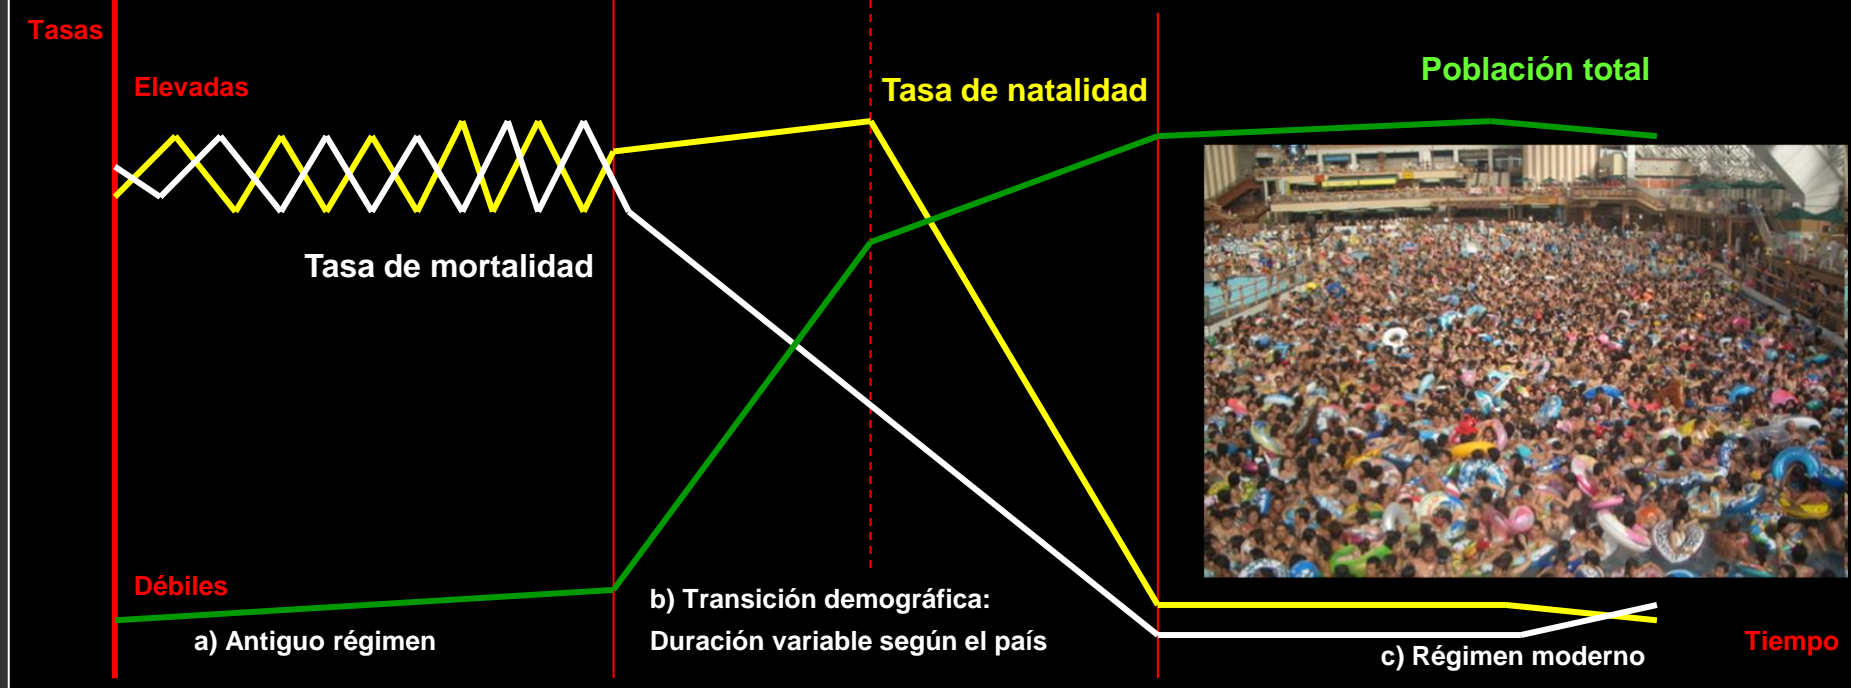 Tasas
Elevadas
Tasa de natalidad
Población total
Tasa de mortalidad
Débiles
a) Antiguo régimen
b) Transición demográfica:
Duración variable según el país
c) Régimen moderno
Tiempo